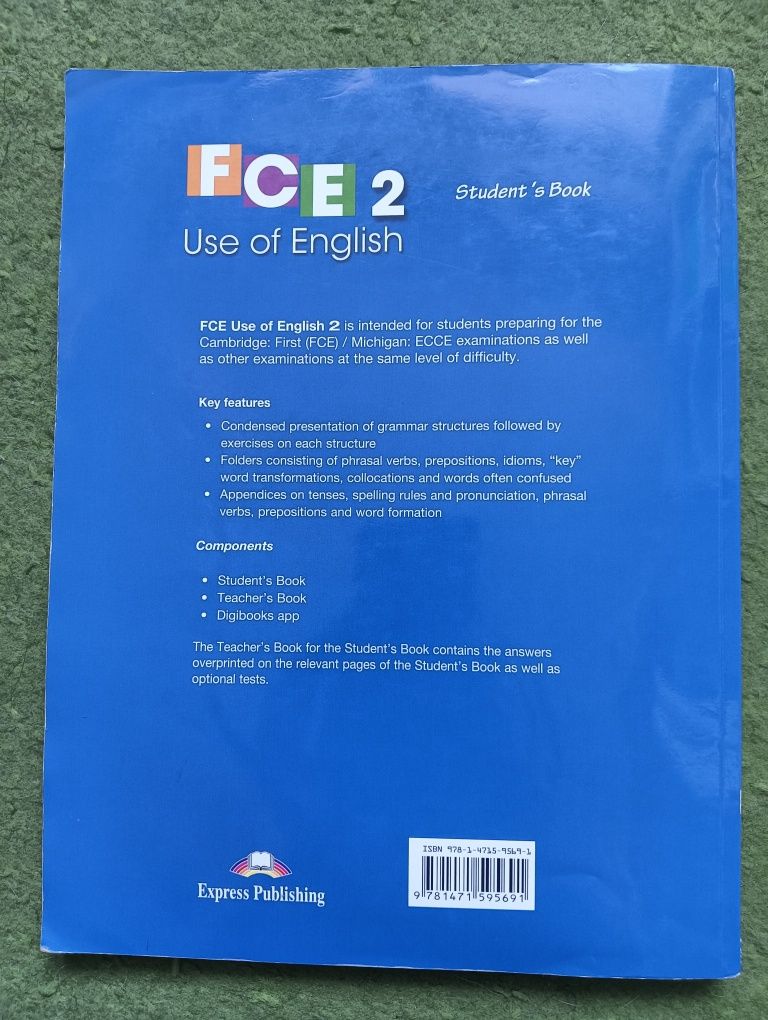 FCE 2
Student's Book
Use of English
FCE Use of English 2 is intended for students preparing for the
Cambridge: First (FCE) / Michigan: ECCE examinations as well
as other examinations at the same level of difficulty.
Key features
• Condensed presentation of grammar structures followed by
exercises on each structure
• Folders consisting of phrasal verbs, prepositions, idioms, “key”
word transformations, collocations and words often confused
• Appendices on tenses, spelling rules and pronunciation, phrasal
verbs, prepositions and word formation
Components
• Student's Book
• Teacher's Book
• Digibooks app
The Teacher's Book for the Student's Book contains the answers
overprinted on the relevant pages of the Student's Book as well as
optional tests.
Express Publishing
ISBN 978-1-4715-9569-1
9 781471 595691